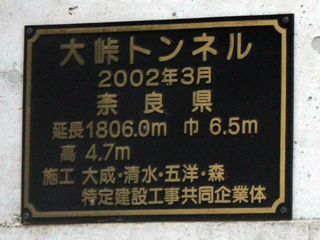 大峠トンネル
2002年3月
奈良県
延長1806.0m 巾 6.5m
高 4.7m
施工 大成・清水・五洋・森
特定建設工事共同企業体